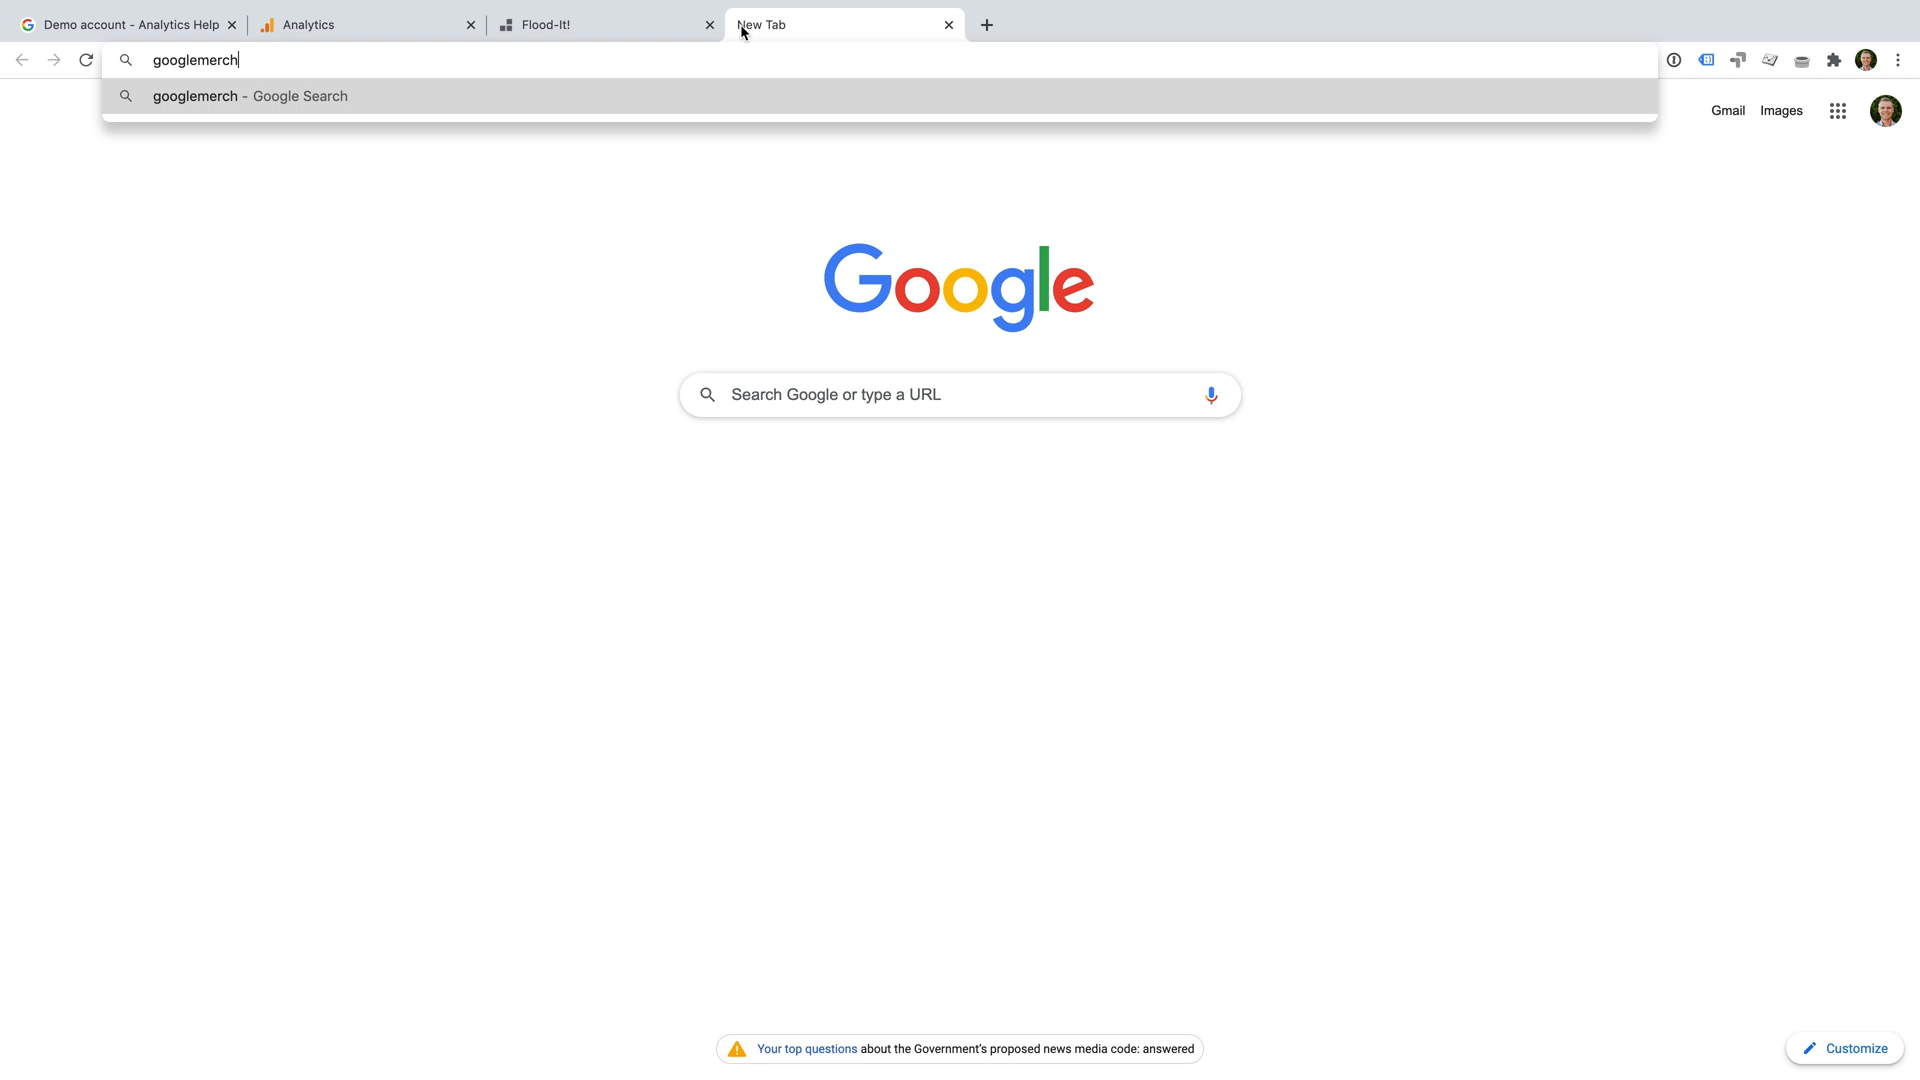 Demo account - Analytics Help
Analytics
Flood-It!
New Tab
googlemerch
googlemerch - Google Search
Gmail
Images
Google
Search Google or type a URL
Your top questions about the Government's proposed news media code: answered
Customize